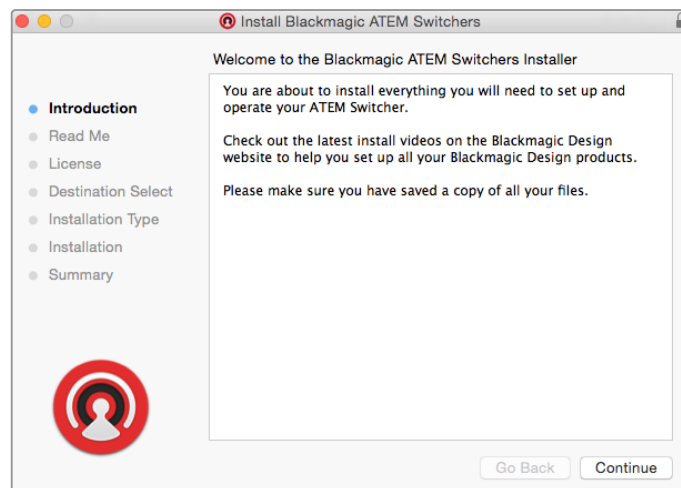 Install Blackmagic ATEM Switchers
Welcome to the Blackmagic ATEM Switchers Installer
Introduction
Read Me
License
Destination Select
Installation Type
Installation
Summary
You are about to install everything you will need to set up and
operate your ATEM Switcher.
Check out the latest install videos on the Blackmagic Design
website to help you set up all your Blackmagic Design products.
Please make sure you have saved a copy of all your files.
Go Back
Continue